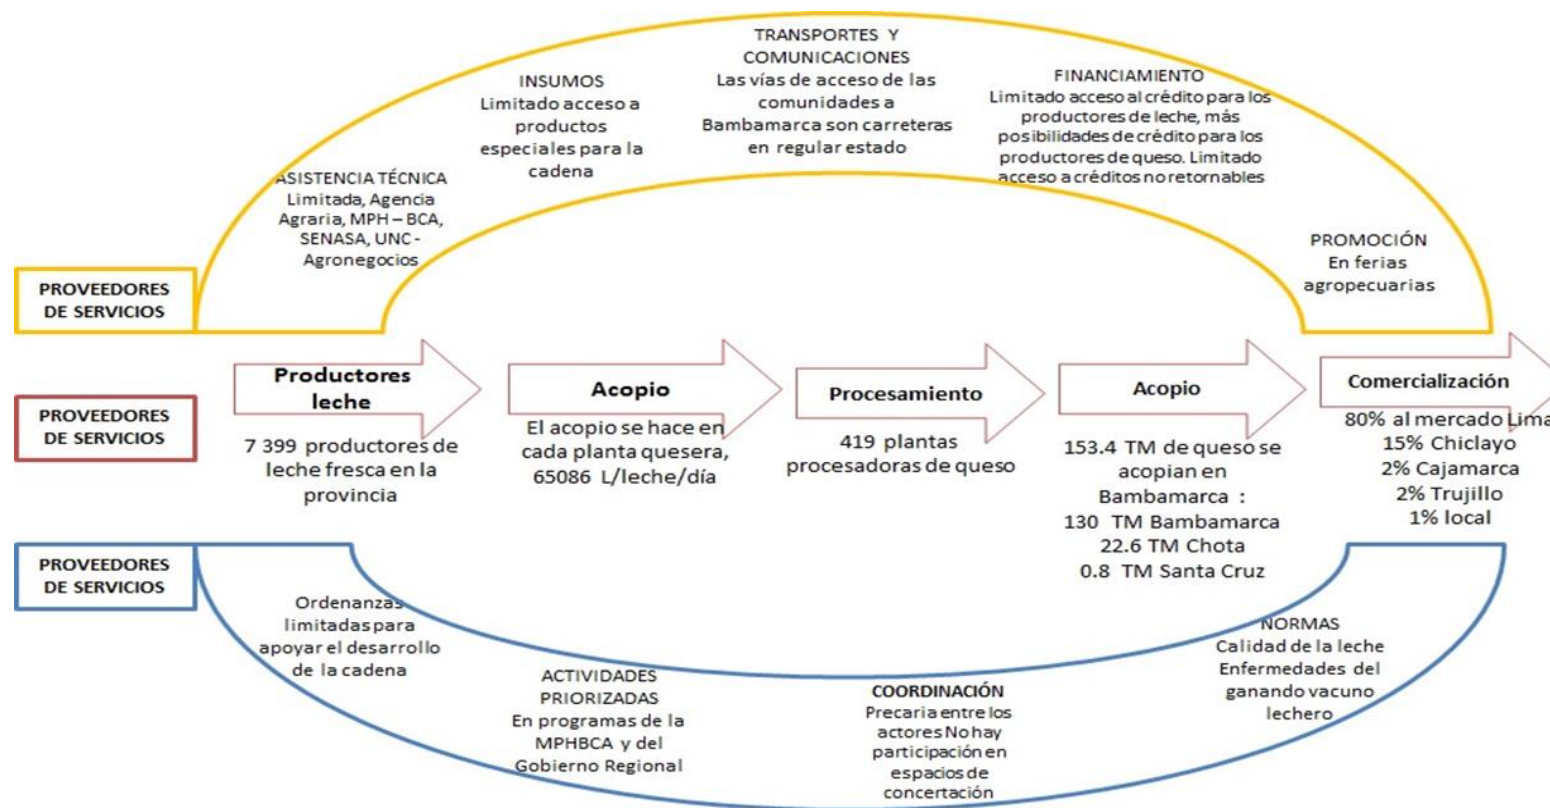 TRANSPORTES Y
COMUNICACIONES
Las vías de acceso de las
comunidades a
Bambamarca son carreteras
en regular estado
INSUMOS
Limitado acceso a
productos
especiales para la
cadena
FINANCIAMIENTO
Limitado acceso al crédito para los
productores de leche, más
posibilidades de crédito para los
productores de queso. Limitado
acceso a créditos no retornables
ASISTENCIA TÉCNICA
Limitada, Agencia
Agraria, MPH – BCA,
SENASA, UNC -
Agronegocios
PROMOCIÓN
En ferias
agropecuarias
PROVEEDORES
DE SERVICIOS
Productores
leche
7 399 productores de
leche fresca en la
provincia
Acopio
El acopio se hace en
cada planta quesera,
65086 L/leche/día
Procesamiento
419 plantas
procesadoras de queso
Acopio
153.4 TM de queso se
acopian en
Bambamarca :
130 TM Bambamarca
22.6 TM Chota
0.8 TM Santa Cruz
Comercialización
80% al mercado Lima
15% Chiclayo
2% Cajamarca
2% Trujillo
1% local
PROVEEDORES
DE SERVICIOS
PROVEEDORES
DE SERVICIOS
Ordenanzas
limitadas para
apoyar el desarrollo
de la cadena
ACTIVIDADES
PRIORIZADAS
En programas de la
MPHBCA y del
Gobierno Regional
COORDINACIÓN
Precaria entre los
actores No hay
participación en
espacios de
concertación
NORMAS
Calidad de la leche
Enfermedades del
ganando vacuno
lechero